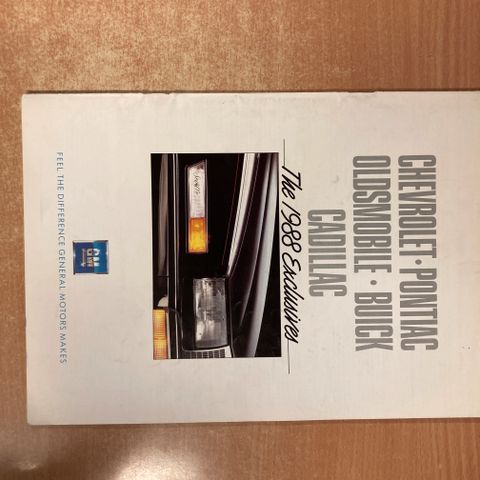 CHEVROLET · PONTIAC
OLDSMOBILE · BUICK
CADILLAC
The 1988 Exclusives
GM
FEEL THE DIFFERENCE GENERAL MOTORS MAKES